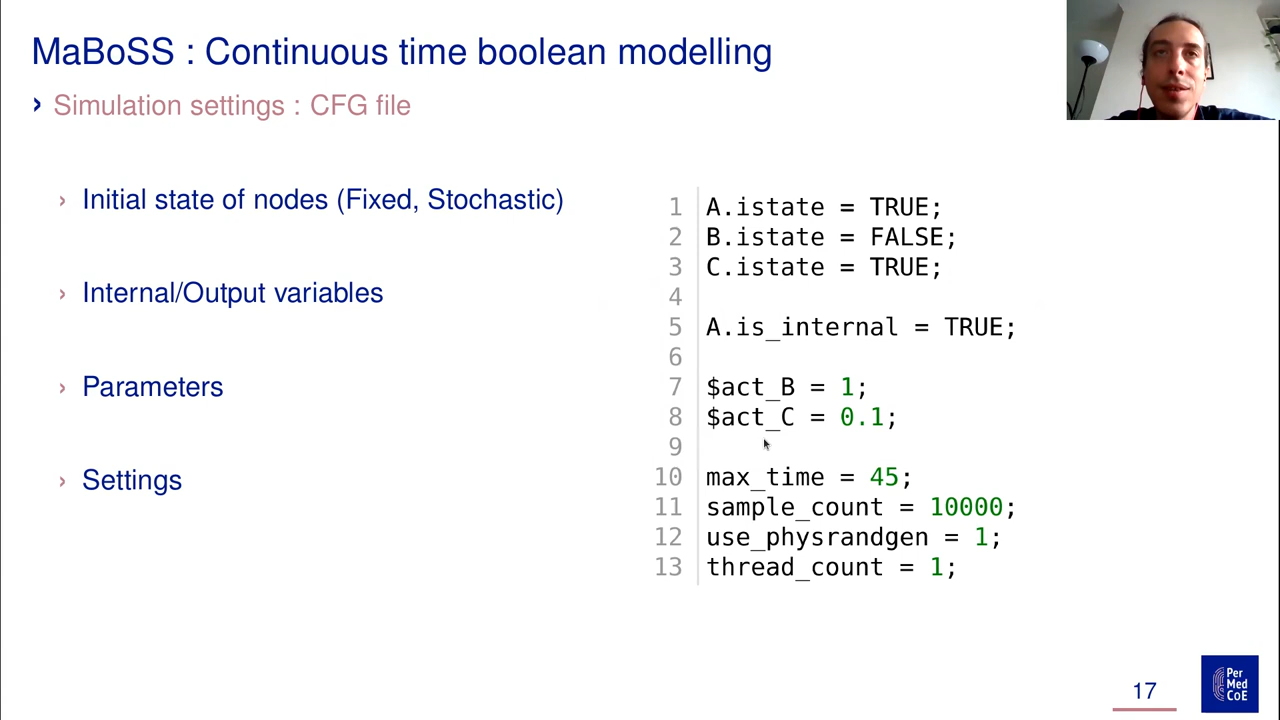 MaBoSS : Continuous time boolean modelling
› Simulation settings : CFG file
› Initial state of nodes (Fixed, Stochastic)
› Internal/Output variables
› Parameters
› Settings
1 A.istate = TRUE;
2 B.istate = FALSE;
3 C.istate = TRUE;
4
5 A.is_internal = TRUE;
6
7 $act_B = 1;
8 $act_C = 0.1;
9
10 max_time = 45;
11 sample_count = 10000;
12 use_physrandgen = 1;
13 thread_count = 1;
17
Per
Med
CoE